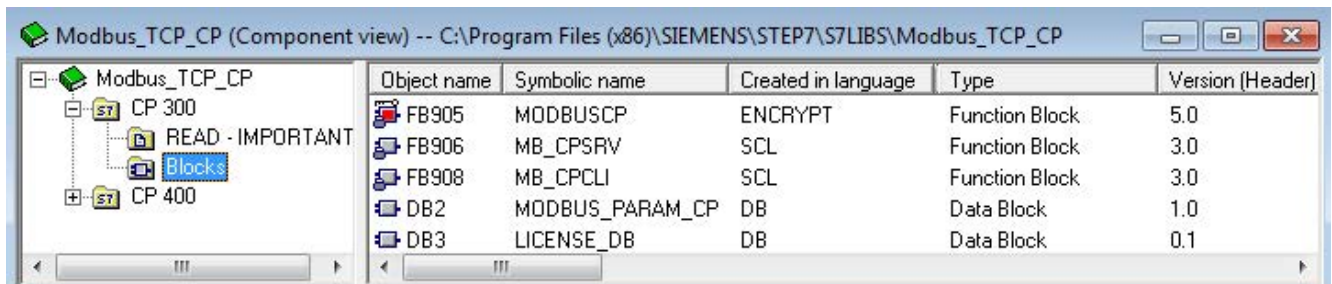 Modbus_TCP_CP (Component view) -- C:\Program Files (x86)\SIEMENS\STEP7\S7LIBS\Modbus_TCP_CP
Modbus_TCP_CP
CP 300
READ - IMPORTANT
Blocks
CP 400
Object name Symbolic name Created in language Type Version (Header)
FB905 MODBUSCP ENCRYPT Function Block 5.0
FB906 MB_CPSRV SCL Function Block 3.0
FB908 MB_CPCLI SCL Function Block 3.0
DB2 MODBUS_PARAM_CP DB Data Block 1.0
DB3 LICENSE_DB DB Data Block 0.1